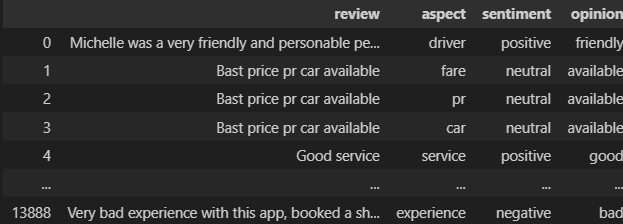 review aspect sentiment opinion
0 Michelle was a very friendly and personable pe... driver positive friendly
1 Bast price pr car available fare neutral available
2 Bast price pr car available pr neutral available
3 Bast price pr car available car neutral available
4 Good service service positive good
... ... ... ... ...
13888 Very bad experience with this app, booked a sh... experience negative bad